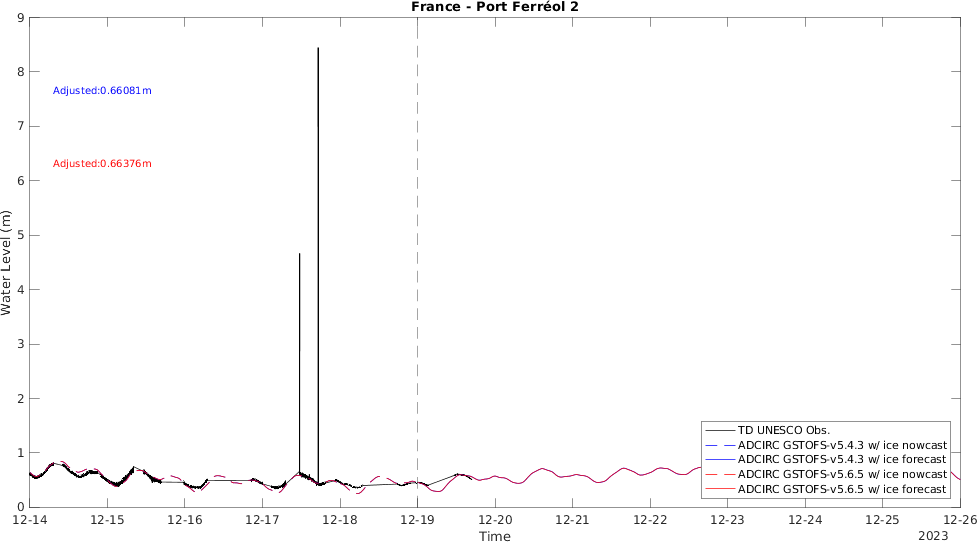 France - Port Ferréol 2
9
8
7
6
5
4
3
2
1
0
Water Level (m)
Adjusted:0.66081m
Adjusted:0.66376m
TD UNESCO Obs.
ADCIRC GSTOFS-v5.4.3 w/ ice nowcast
ADCIRC GSTOFS-v5.4.3 w/ ice forecast
ADCIRC GSTOFS-v5.6.5 w/ ice nowcast
ADCIRC GSTOFS-v5.6.5 w/ ice forecast
12-14 12-15 12-16 12-17 12-18 12-19 12-20 12-21 12-22 12-23 12-24 12-25 12-26
Time
2023